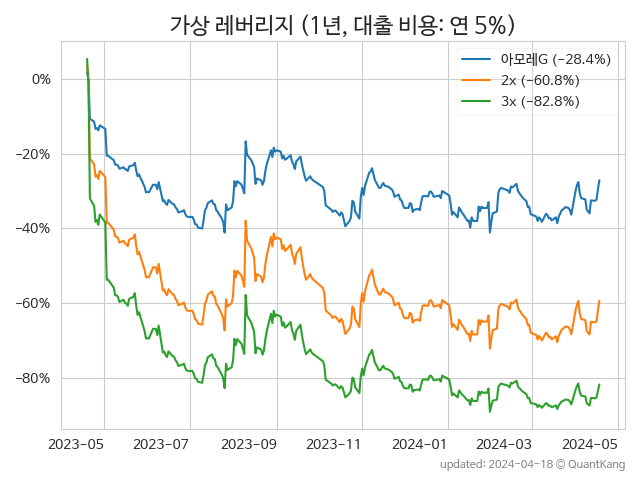 가상 레버리지 (1년, 대출 비용: 연 5%)
아모레G (−28.4%)
2x (−60.8%)
3x (−82.8%)
0%
−20%
−40%
−60%
−80%
2023-05 2023-07 2023-09 2023-11 2024-01 2024-03 2024-05
updated: 2024-04-18 © QuantKang